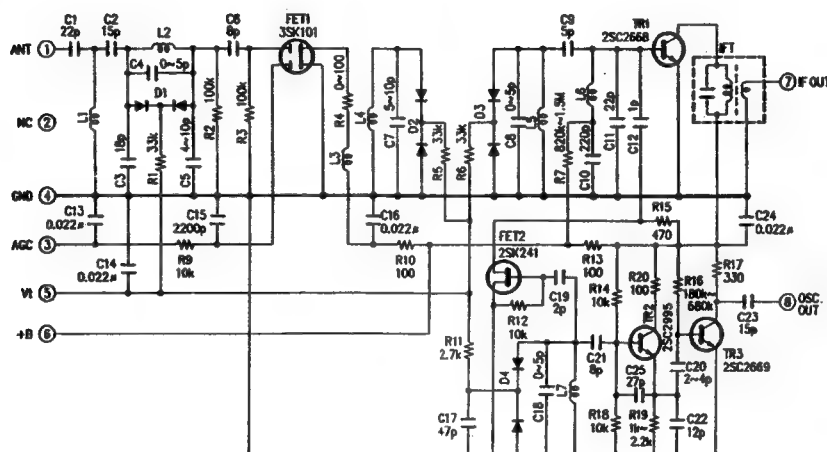 C1
22p
C2
15p
L2
C6
8p
FET1
3SK101
C9
5p
TR1
2SC2668
IFT
ANT 1
C4
0~5p
7 IF OUT
D1
100k
R2
100k
R3
0~100
R4
L4
5~10p
C7
D2
D3
0~5p
C8
L5
L6
22p
C11
1p
C12
NC 2
L1
18p
C3
33k
R1
4~10p
C5
L3
33k
R5
33k
R6
820k~1.5M
R7
220p
C10
GND 4
C13
0.022μ
C15
2200p
C16
0.022μ
R15
470
C24
0.022μ
AGC 3
C14
0.022μ
R9
10k
R10
100
FET2
2SK241
R13
100
Vt 5
C19
2p
R14
10k
R20
100
R16
180k~
680k
R17
330
8 OSC.
OUT
+B 6
R12
10k
TR2
2SC2995
C23
15p
R11
2.7k
C21
8p
TR3
2SC2669
D4
0~5p
C18
L7
C25
27p
C20
2~4p
C17
47p
R18
10k
R19
1k~
2.2k
C22
12p